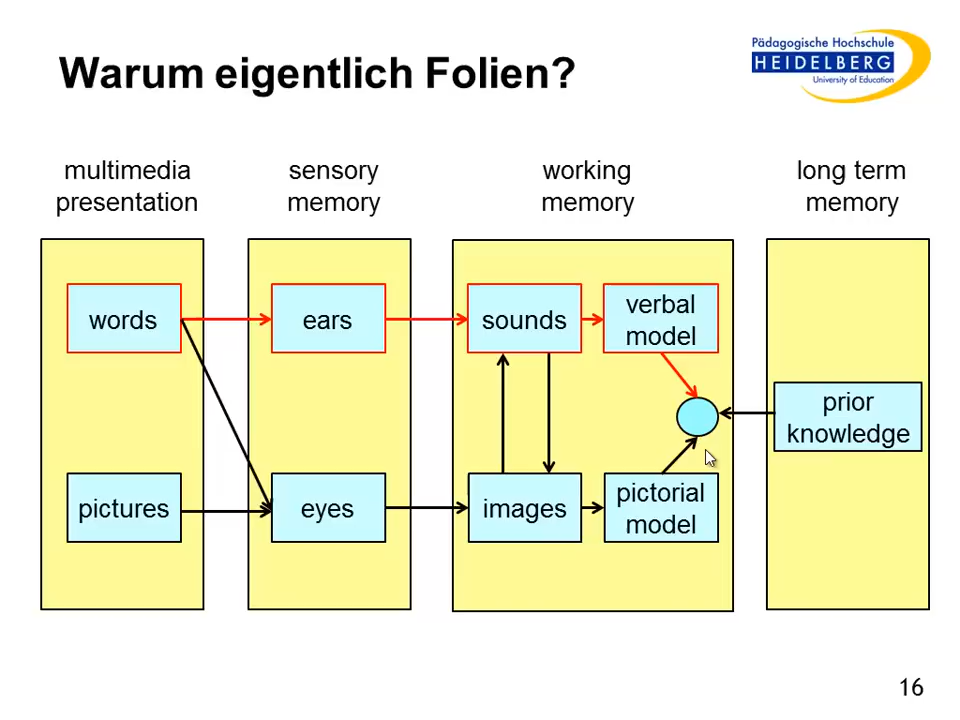 Warum eigentlich Folien?
Pädagogische Hochschule
HEIDELBERG
University of Education
multimedia
presentation
sensory
memory
working
memory
long term
memory
words
ears
sounds
verbal
model
prior
knowledge
pictures
eyes
images
pictorial
model
16